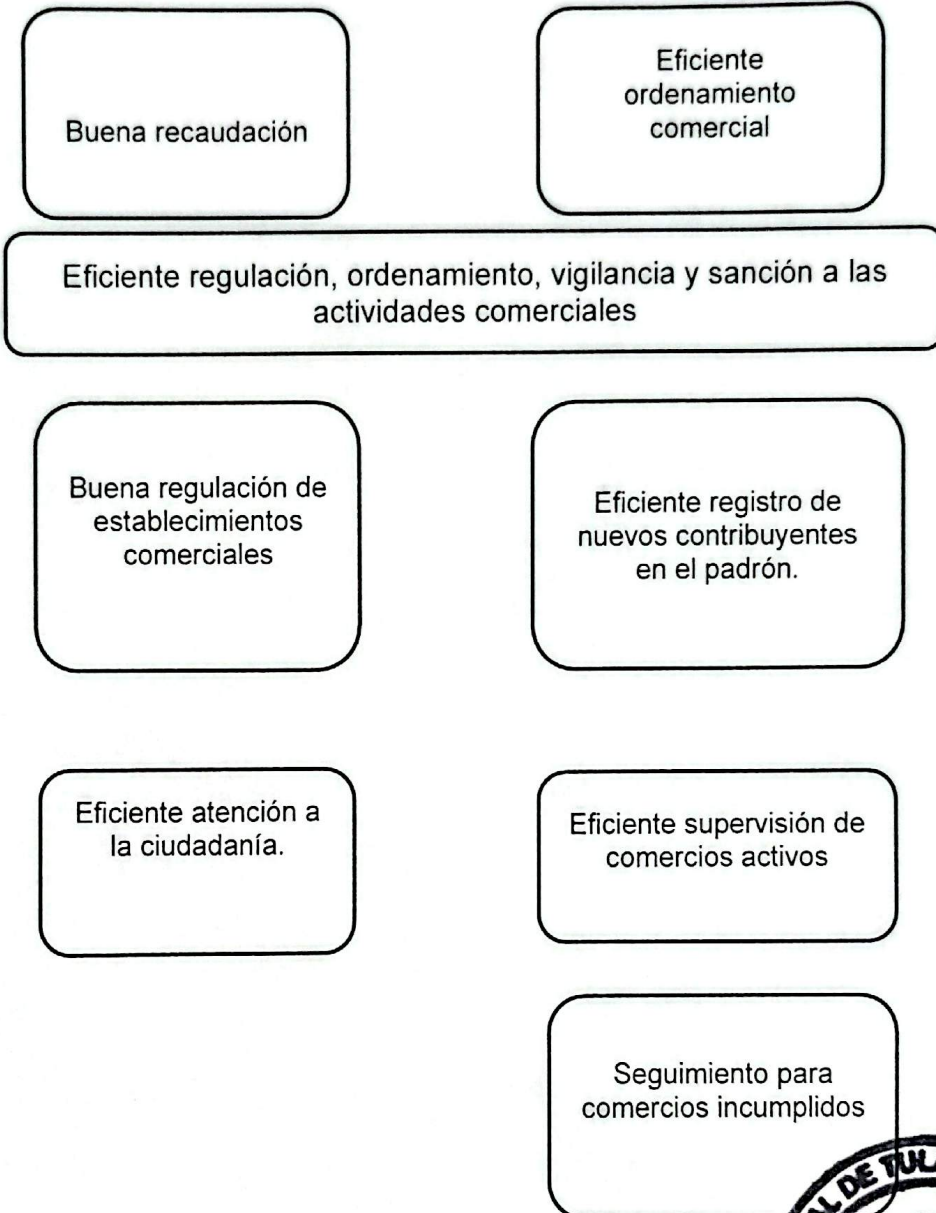 Buena recaudación
Eficiente
ordenamiento
comercial
Eficiente regulación, ordenamiento, vigilancia y sanción a las
actividades comerciales
Buena regulación de
establecimientos
comerciales
Eficiente registro de
nuevos contribuyentes
en el padrón.
Eficiente atención a
la ciudadanía.
Eficiente supervisión de
comercios activos
Seguimiento para
comercios incumplidos
DE